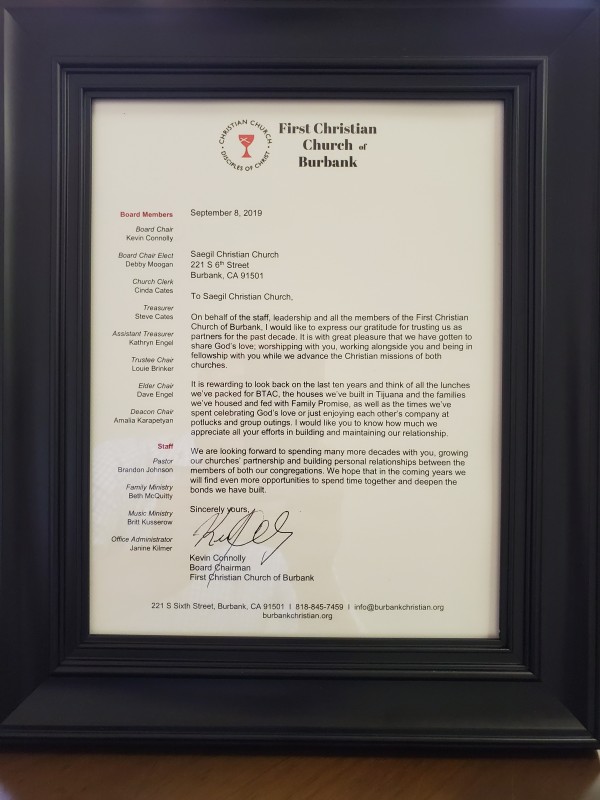 CHRISTIAN CHURCH
DISCIPLES OF CHRIST
First Christian
Church of
Burbank
Board Members
Board Chair
Kevin Connolly
Board Chair Elect
Debby Moogan
Church Clerk
Cinda Cates
Treasurer
Steve Cates
Assistant Treasurer
Kathryn Engel
Trustee Chair
Louie Brinker
Elder Chair
Dave Engel
Deacon Chair
Amalia Karapetyan
Staff
Pastor
Brandon Johnson
Family Ministry
Beth McQuitty
Music Ministry
Britt Kusserow
Office Administrator
Janine Kilmer
September 8, 2019
Saegil Christian Church
221 S 6th Street
Burbank, CA 91501
To Saegil Christian Church,
On behalf of the staff, leadership and all the members of the First Christian
Church of Burbank, I would like to express our gratitude for trusting us as
partners for the past decade. It is with great pleasure that we have gotten to
share God's love; worshipping with you, working alongside you and being in
fellowship with you while we advance the Christian missions of both
churches.
It is rewarding to look back on the last ten years and think of all the lunches
we've packed for BTAC, the houses we've built in Tijuana and the families
we've housed and fed with Family Promise, as well as the times we've
spent celebrating God's love or just enjoying each other's company at
potlucks and group outings. I would like you to know how much we
appreciate all your efforts in building and maintaining our relationship.
We are looking forward to spending many more decades with you, growing
our churches' partnership and building personal relationships between the
members of both our congregations. We hope that in the coming years we
will find even more opportunities to spend time together and deepen the
bonds we have built.
Sincerely yours,
Kevin Connolly
Board Chairman
First Christian Church of Burbank
221 S Sixth Street, Burbank, CA 91501 | 818-845-7459 | info@burbankchristian.org
burbankchristian.org